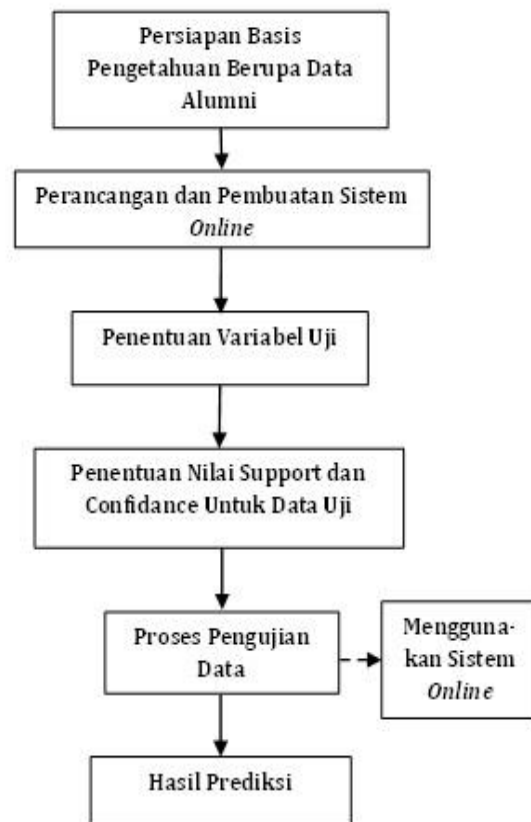 Persiapan Basis
Pengetahuan Berupa Data
Alumni
Perancangan dan Pembuatan Sistem
Online
Penentuan Variabel Uji
Penentuan Nilai Support dan
Confidance Untuk Data Uji
Proses Pengujian
Data
Mengguna-
kan Sistem
Online
Hasil Prediksi